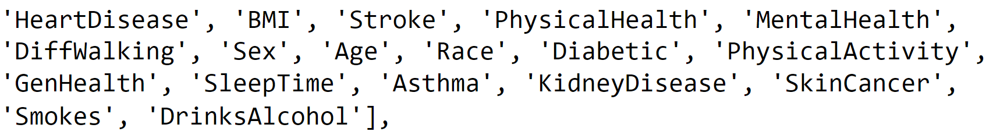 'HeartDisease', 'BMI', 'Stroke', 'PhysicalHealth', 'MentalHealth',
'DiffWalking', 'Sex', 'Age', 'Race', 'Diabetic', 'PhysicalActivity',
'GenHealth', 'SleepTime', 'Asthma', 'KidneyDisease', 'SkinCancer',
'Smokes', 'DrinksAlcohol'],